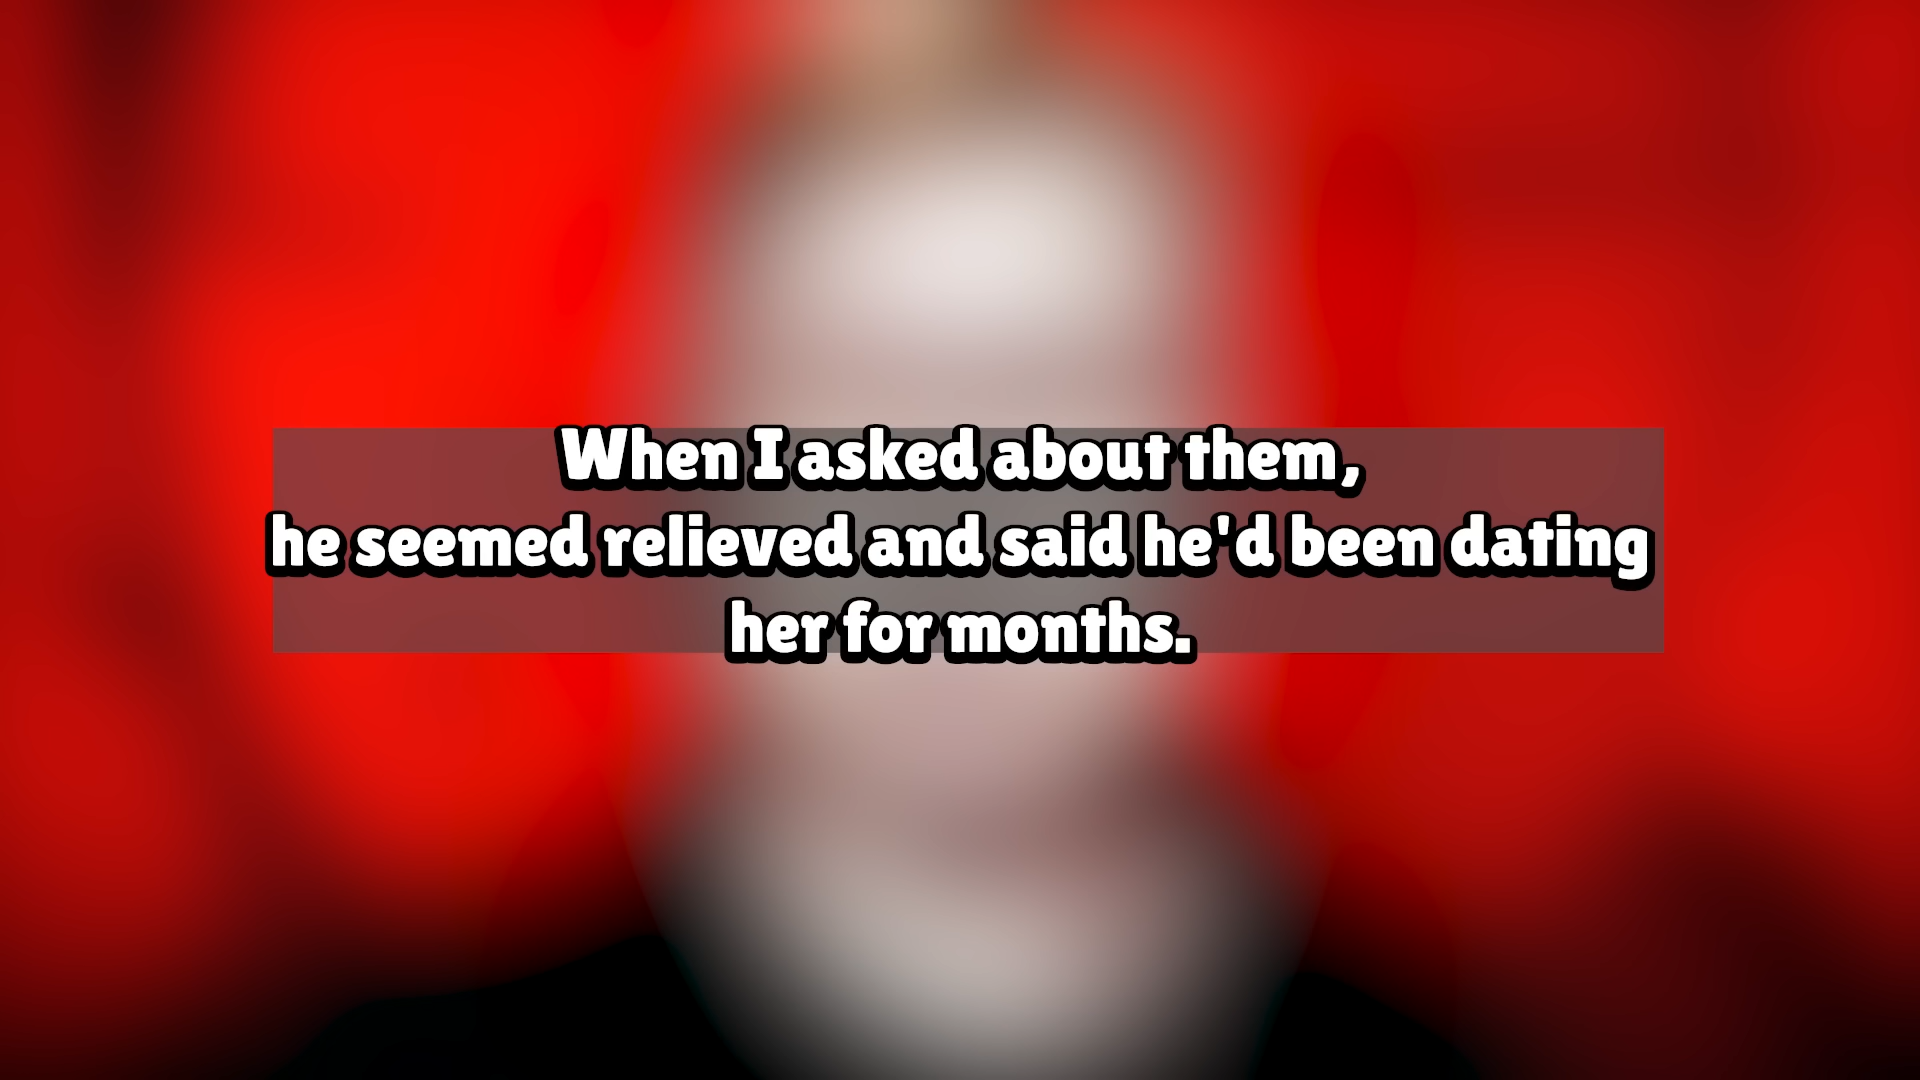 When I asked about them,
he seemed relieved and said he'd been dating
her for months.